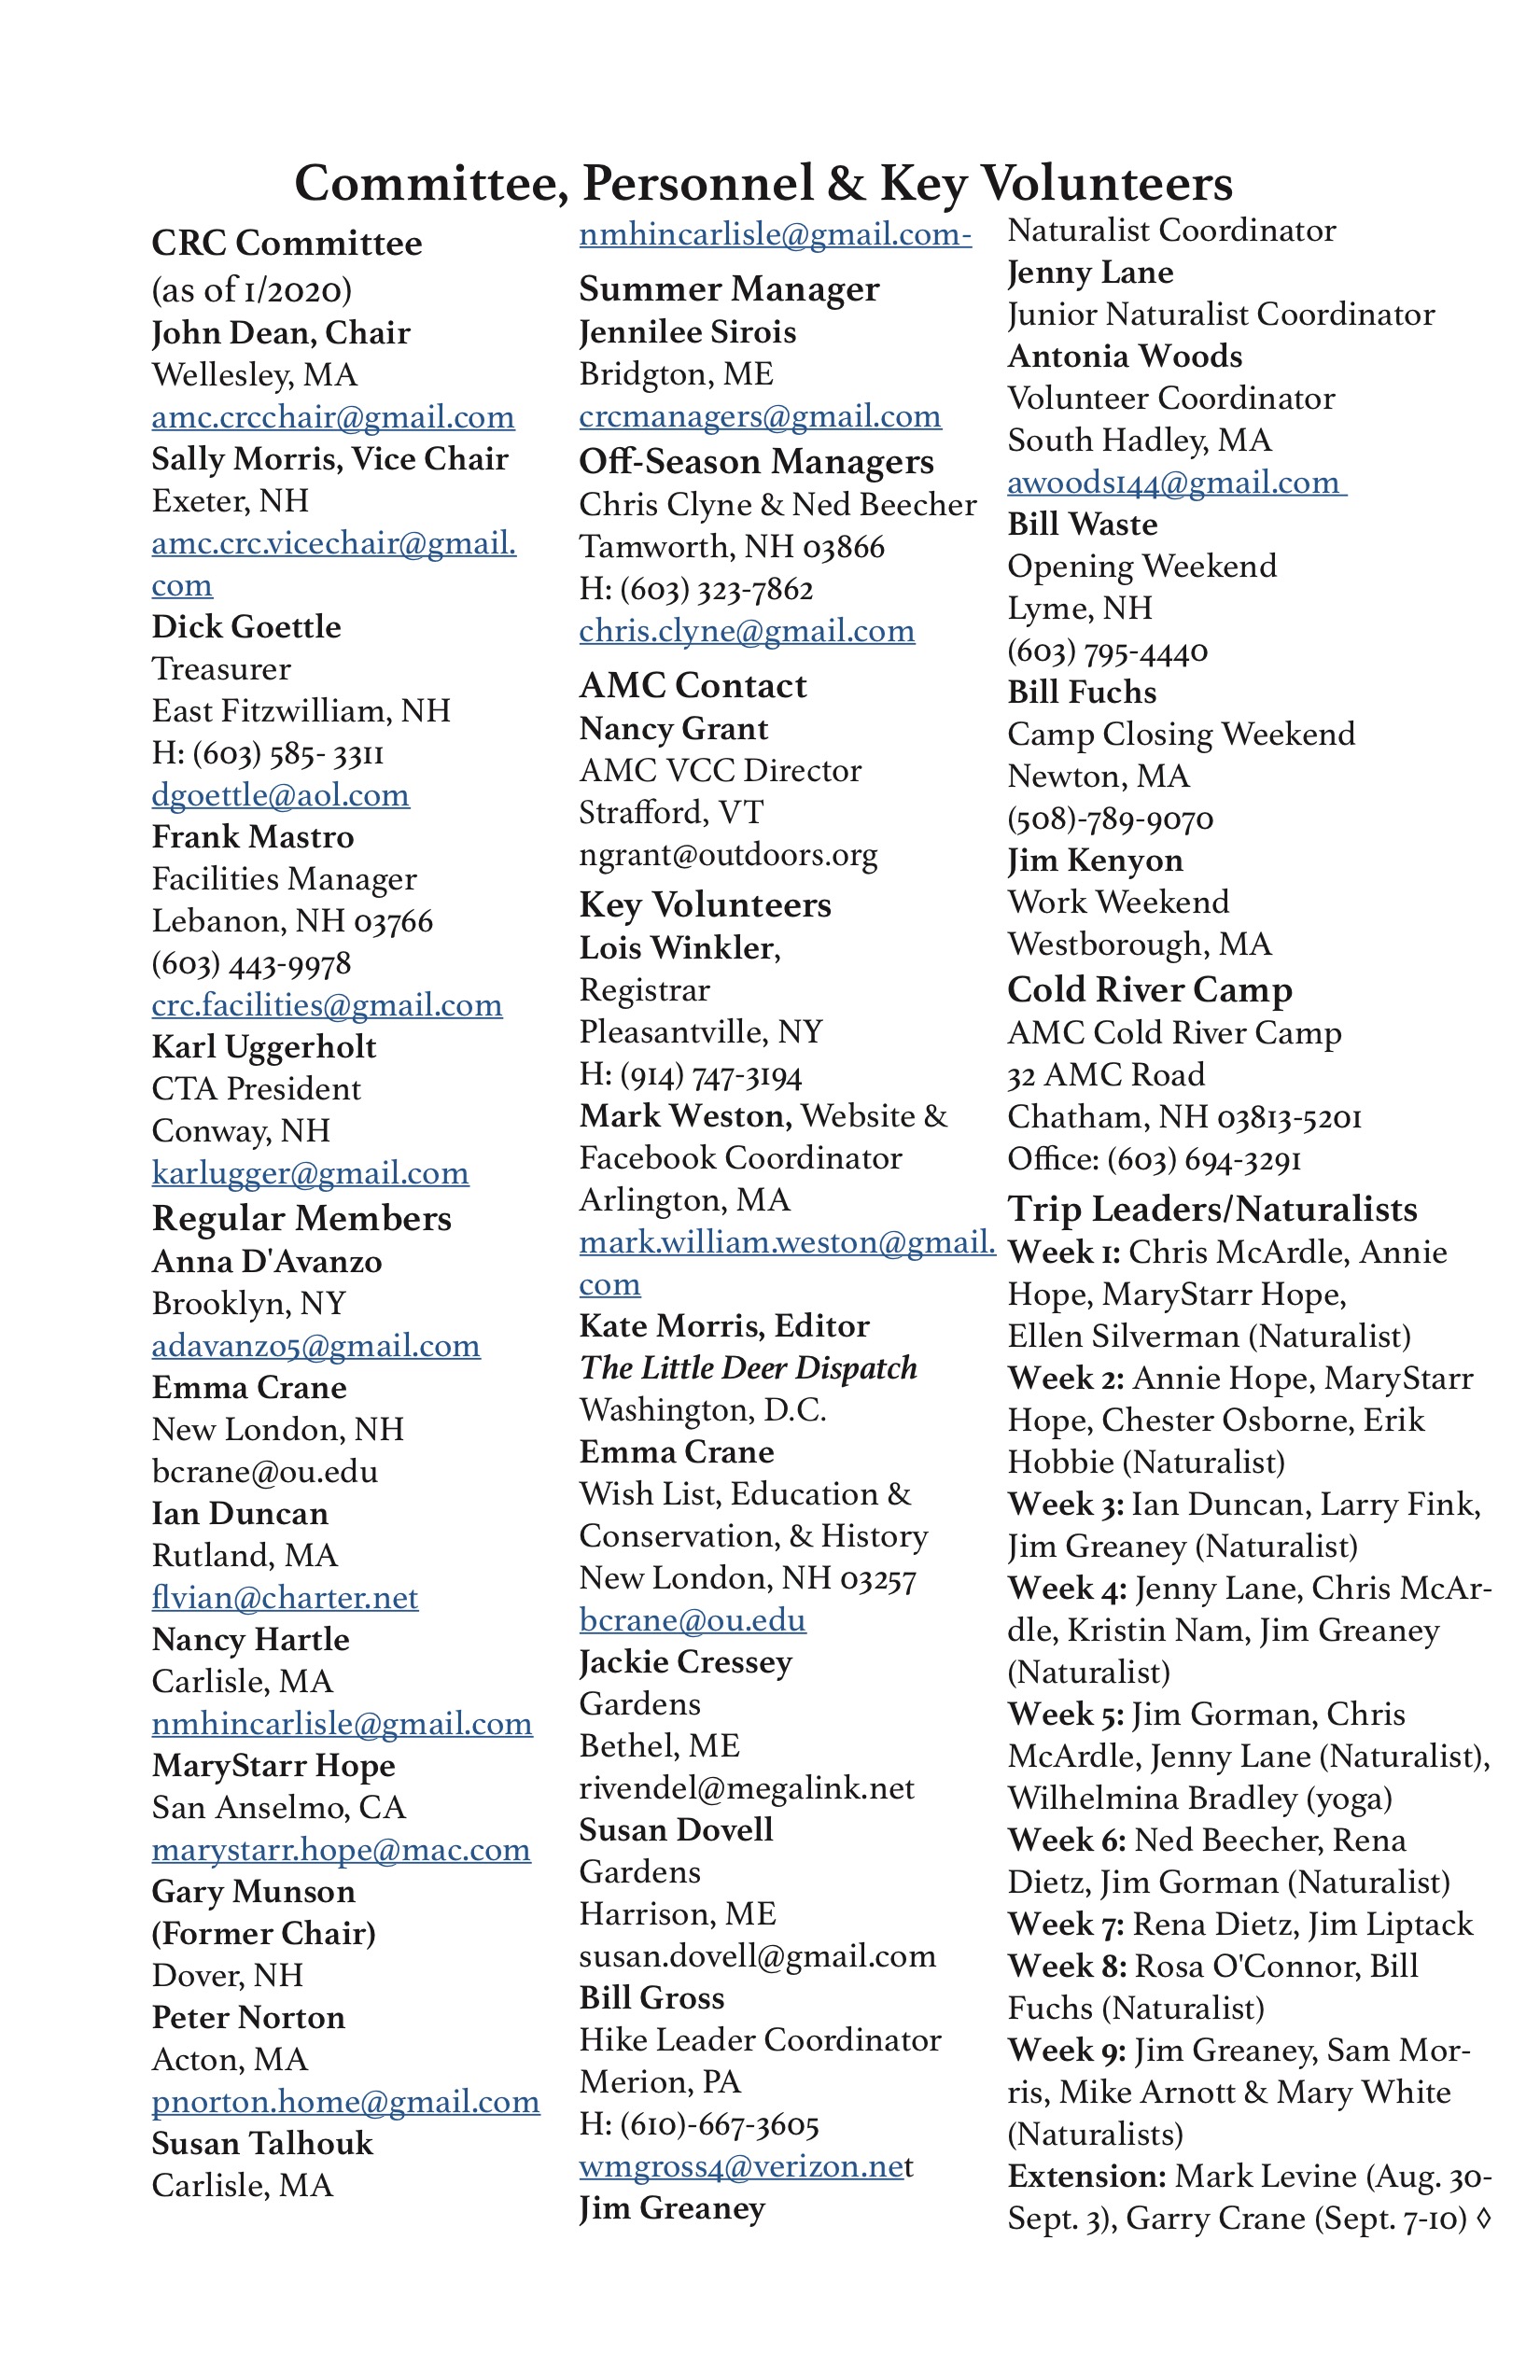 Committee, Personnel & Key Volunteers
CRC Committee
(as of 1/2020)
John Dean, Chair
Wellesley, MA
amc.crcchair@gmail.com
Sally Morris, Vice Chair
Exeter, NH
amc.crc.vicechair@gmail.
com
Dick Goettle
Treasurer
East Fitzwilliam, NH
H: (603) 585- 3311
dgoettle@aol.com
Frank Mastro
Facilities Manager
Lebanon, NH 03766
(603) 443-9978
crc.facilities@gmail.com
Karl Uggerholt
CTA President
Conway, NH
karlugger@gmail.com
Regular Members
Anna D'Avanzo
Brooklyn, NY
adavanzo5@gmail.com
Emma Crane
New London, NH
bcrane@ou.edu
Ian Duncan
Rutland, MA
flvian@charter.net
Nancy Hartle
Carlisle, MA
nmhincarlisle@gmail.com
MaryStarr Hope
San Anselmo, CA
marystarr.hope@mac.com
Gary Munson
(Former Chair)
Dover, NH
Peter Norton
Acton, MA
pnorton.home@gmail.com
Susan Talhouk
Carlisle, MA
nmhincarlisle@gmail.com-
Summer Manager
Jennilee Sirois
Bridgton, ME
crcmanagers@gmail.com
Off-Season Managers
Chris Clyne & Ned Beecher
Tamworth, NH 03866
H: (603) 323-7862
chris.clyne@gmail.com
AMC Contact
Nancy Grant
AMC VCC Director
Strafford, VT
ngrant@outdoors.org
Key Volunteers
Lois Winkler,
Registrar
Pleasantville, NY
H: (914) 747-3194
Mark Weston, Website &
Facebook Coordinator
Arlington, MA
mark.william.weston@gmail.
com
Kate Morris, Editor
The Little Deer Dispatch
Washington, D.C.
Emma Crane
Wish List, Education &
Conservation, & History
New London, NH 03257
bcrane@ou.edu
Jackie Cressey
Gardens
Bethel, ME
rivendel@megalink.net
Susan Dovell
Gardens
Harrison, ME
susan.dovell@gmail.com
Bill Gross
Hike Leader Coordinator
Merion, PA
H: (610)-667-3605
wmgross4@verizon.net
Jim Greaney
Naturalist Coordinator
Jenny Lane
Junior Naturalist Coordinator
Antonia Woods
Volunteer Coordinator
South Hadley, MA
awoods144@gmail.com
Bill Waste
Opening Weekend
Lyme, NH
(603) 795-4440
Bill Fuchs
Camp Closing Weekend
Newton, MA
(508)-789-9070
Jim Kenyon
Work Weekend
Westborough, MA
Cold River Camp
AMC Cold River Camp
32 AMC Road
Chatham, NH 03813-5201
Office: (603) 694-3291
Trip Leaders/Naturalists
Week 1: Chris McArdle, Annie
Hope, MaryStarr Hope,
Ellen Silverman (Naturalist)
Week 2: Annie Hope, MaryStarr
Hope, Chester Osborne, Erik
Hobbie (Naturalist)
Week 3: Ian Duncan, Larry Fink,
Jim Greaney (Naturalist)
Week 4: Jenny Lane, Chris McAr-
dle, Kristin Nam, Jim Greaney
(Naturalist)
Week 5: Jim Gorman, Chris
McArdle, Jenny Lane (Naturalist),
Wilhelmina Bradley (yoga)
Week 6: Ned Beecher, Rena
Dietz, Jim Gorman (Naturalist)
Week 7: Rena Dietz, Jim Liptack
Week 8: Rosa O'Connor, Bill
Fuchs (Naturalist)
Week 9: Jim Greaney, Sam Mor-
ris, Mike Arnott & Mary White
(Naturalists)
Extension: Mark Levine (Aug. 30-
Sept. 3), Garry Crane (Sept. 7-10) ◊